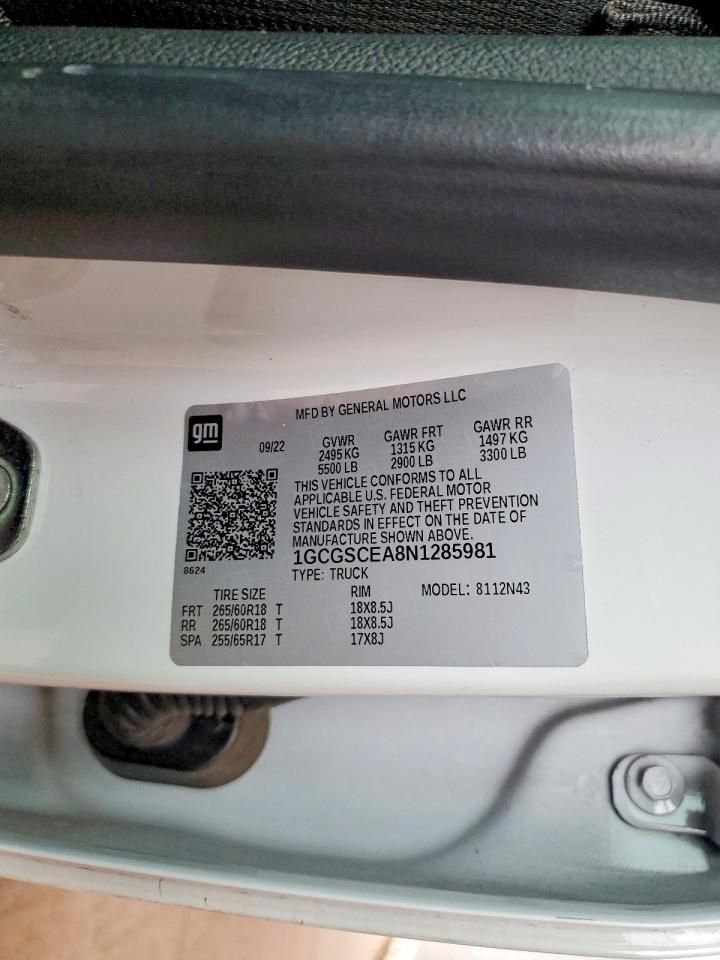 MFD BY GENERAL MOTORS LLC
gm
09/22
GVWR GAWR FRT GAWR RR
2495 KG 1315 KG 1497 KG
5500 LB 2900 LB 3300 LB
THIS VEHICLE CONFORMS TO ALL
APPLICABLE U.S. FEDERAL MOTOR
VEHICLE SAFETY AND THEFT PREVENTION
STANDARDS IN EFFECT ON THE DATE OF
MANUFACTURE SHOWN ABOVE.
1GCGSCEA8N1285981
8624
TYPE: TRUCK
TIRE SIZE RIM MODEL: 8112N43
FRT 265/60R18 T 18X8.5J
RR 265/60R18 T 18X8.5J
SPA 255/65R17 T 17X8J